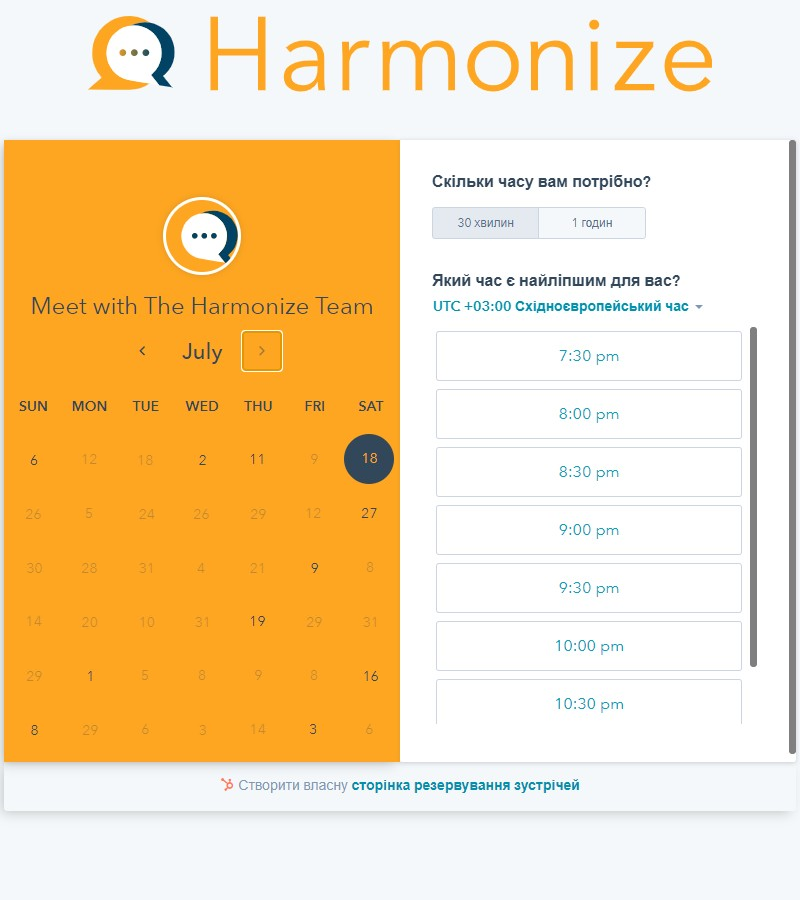 Harmonize
Meet with The Harmonize Team
July
SUN MON TUE WED THU FRI SAT
6 12 18 2 11 9 18
26 5 24 26 29 12 27
30 28 31 4 21 9 8
14 20 10 31 19 29 31
29 1 5 8 9 8 16
8 29 6 3 14 3 6
Скільки часу вам потрібно?
30 хвилин 1 годин
Який час є найліпшим для вас?
UTC +03:00 Східноєвропейський час
7:30 pm
8:00 pm
8:30 pm
9:00 pm
9:30 pm
10:00 pm
10:30 pm
Створити власну сторінка резервування зустрічей